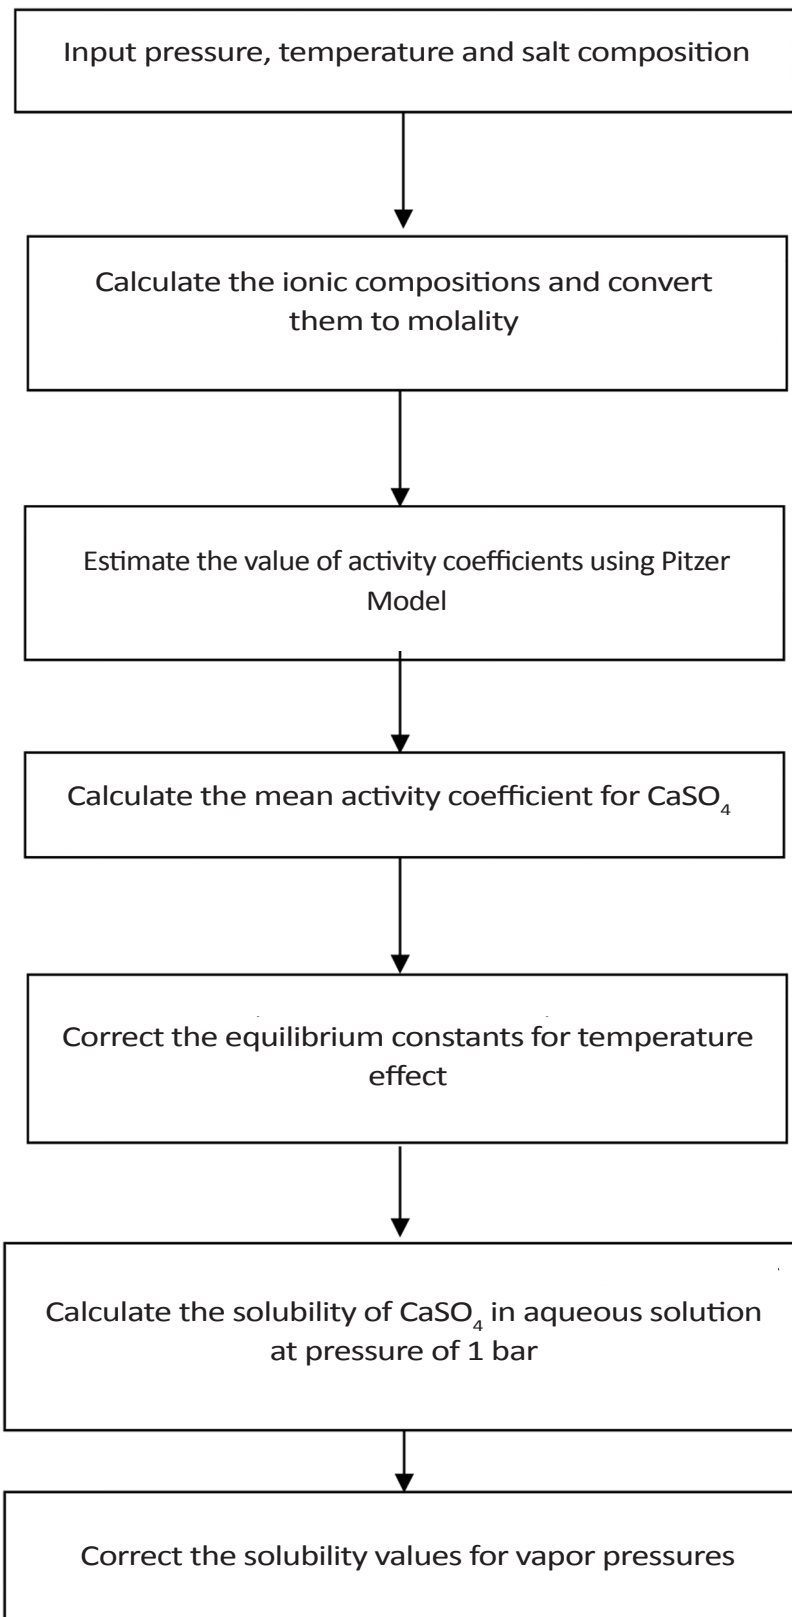 Input pressure, temperature and salt composition
Calculate the ionic compositions and convert
them to molality
Estimate the value of activity coefficients using Pitzer
Model
Calculate the mean activity coefficient for CaSO₄
Correct the equilibrium constants for temperature
effect
Calculate the solubility of CaSO₄ in aqueous solution
at pressure of 1 bar
Correct the solubility values for vapor pressures